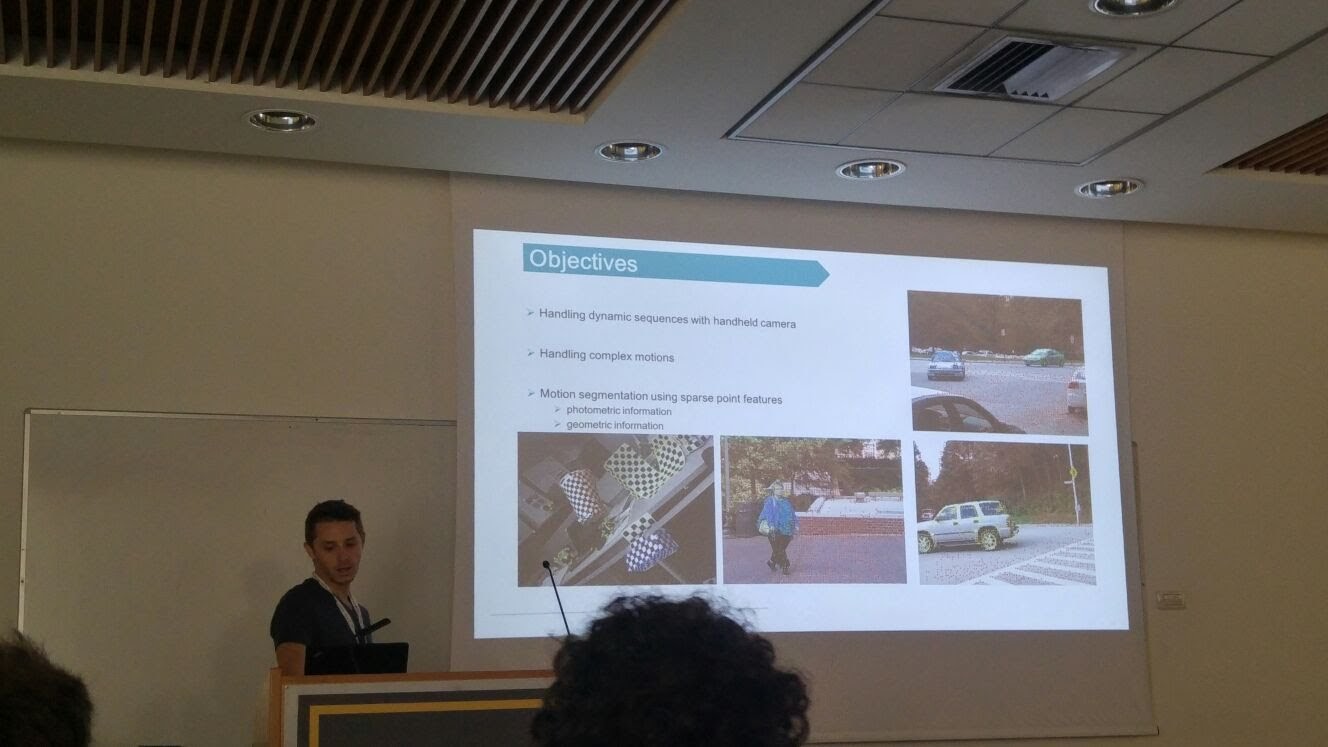 Objectives
Handling dynamic sequences with handheld camera
Handling complex motions
Motion segmentation using sparse point features
photometric information
geometric information